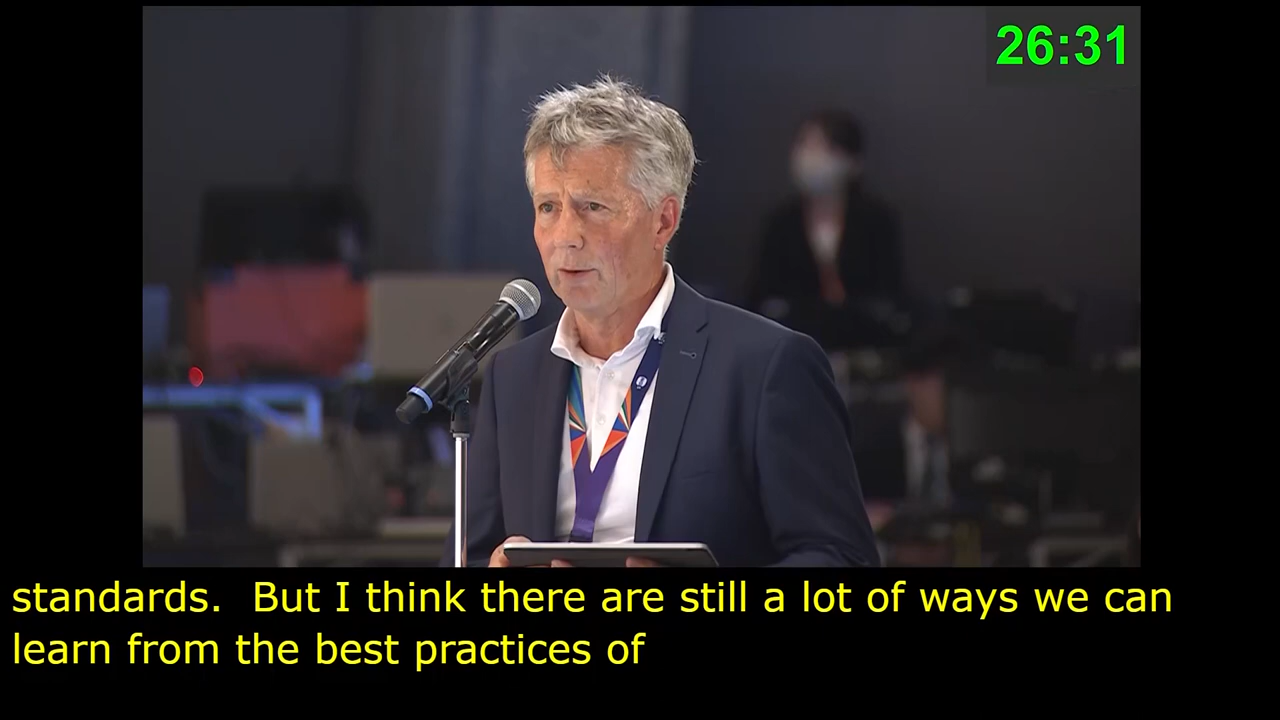 26:31
standards.  But I think there are still a lot of ways we can
learn from the best practices of